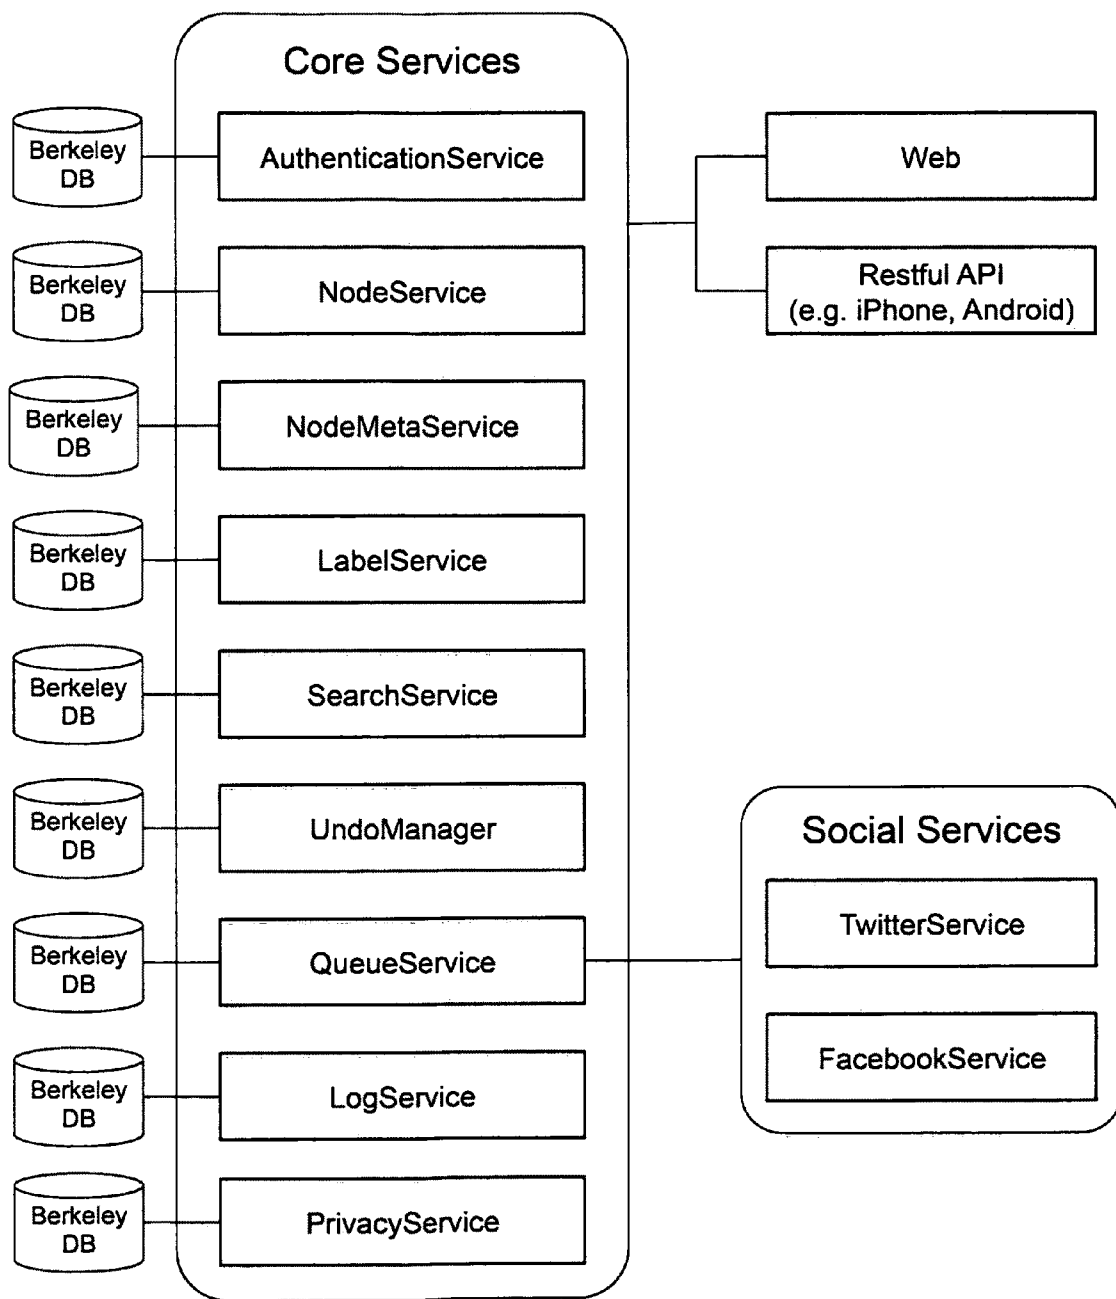 Core Services
Berkeley
DB
AuthenticationService
Berkeley
DB
NodeService
Berkeley
DB
NodeMetaService
Berkeley
DB
LabelService
Berkeley
DB
SearchService
Berkeley
DB
UndoManager
Berkeley
DB
QueueService
Berkeley
DB
LogService
Berkeley
DB
PrivacyService
Web
Restful API
(e.g. iPhone, Android)
Social Services
TwitterService
FacebookService